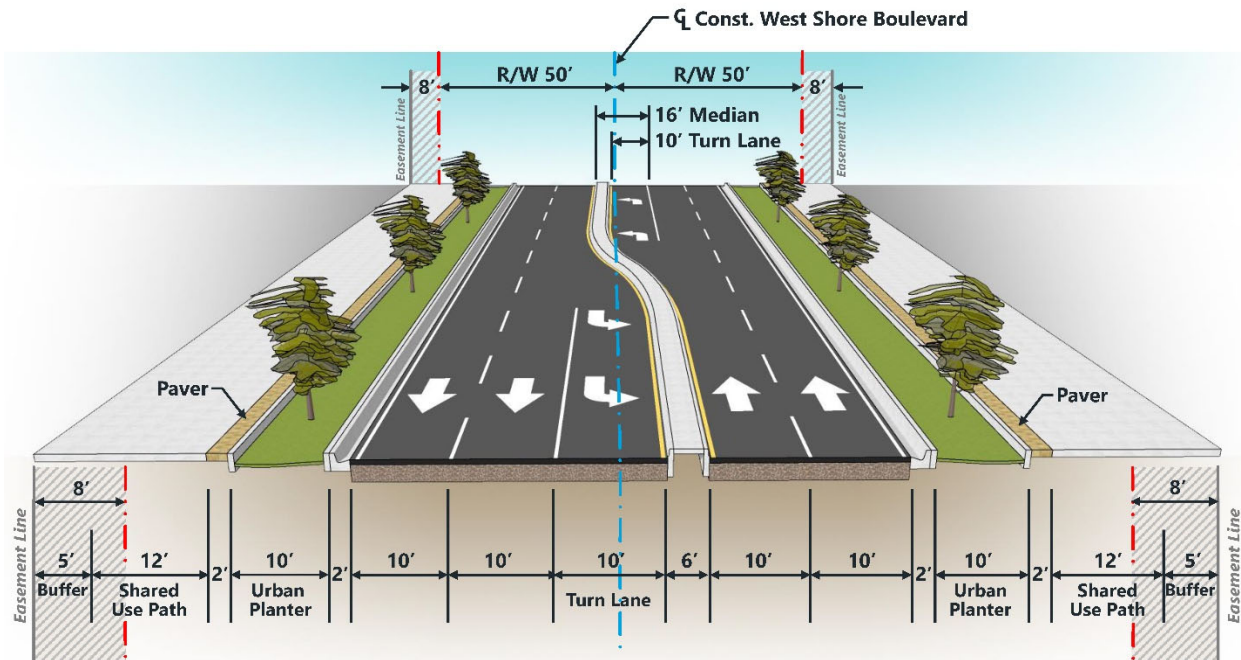 ℄ Const. West Shore Boulevard
R/W 50’ R/W 50’
8’ 8’
Easement Line
Easement Line
16’ Median
10’ Turn Lane
Paver
Paver
8’ 8’
Easement Line
Easement Line
5’ 12’ 2’ 10’ 2’ 10’ 10’ 10’ 6’ 10’ 10’ 2’ 10’ 2’ 12’ 5’
Buffer Shared Urban Turn Lane Urban Shared Buffer
Use Path Planter Planter Use Path